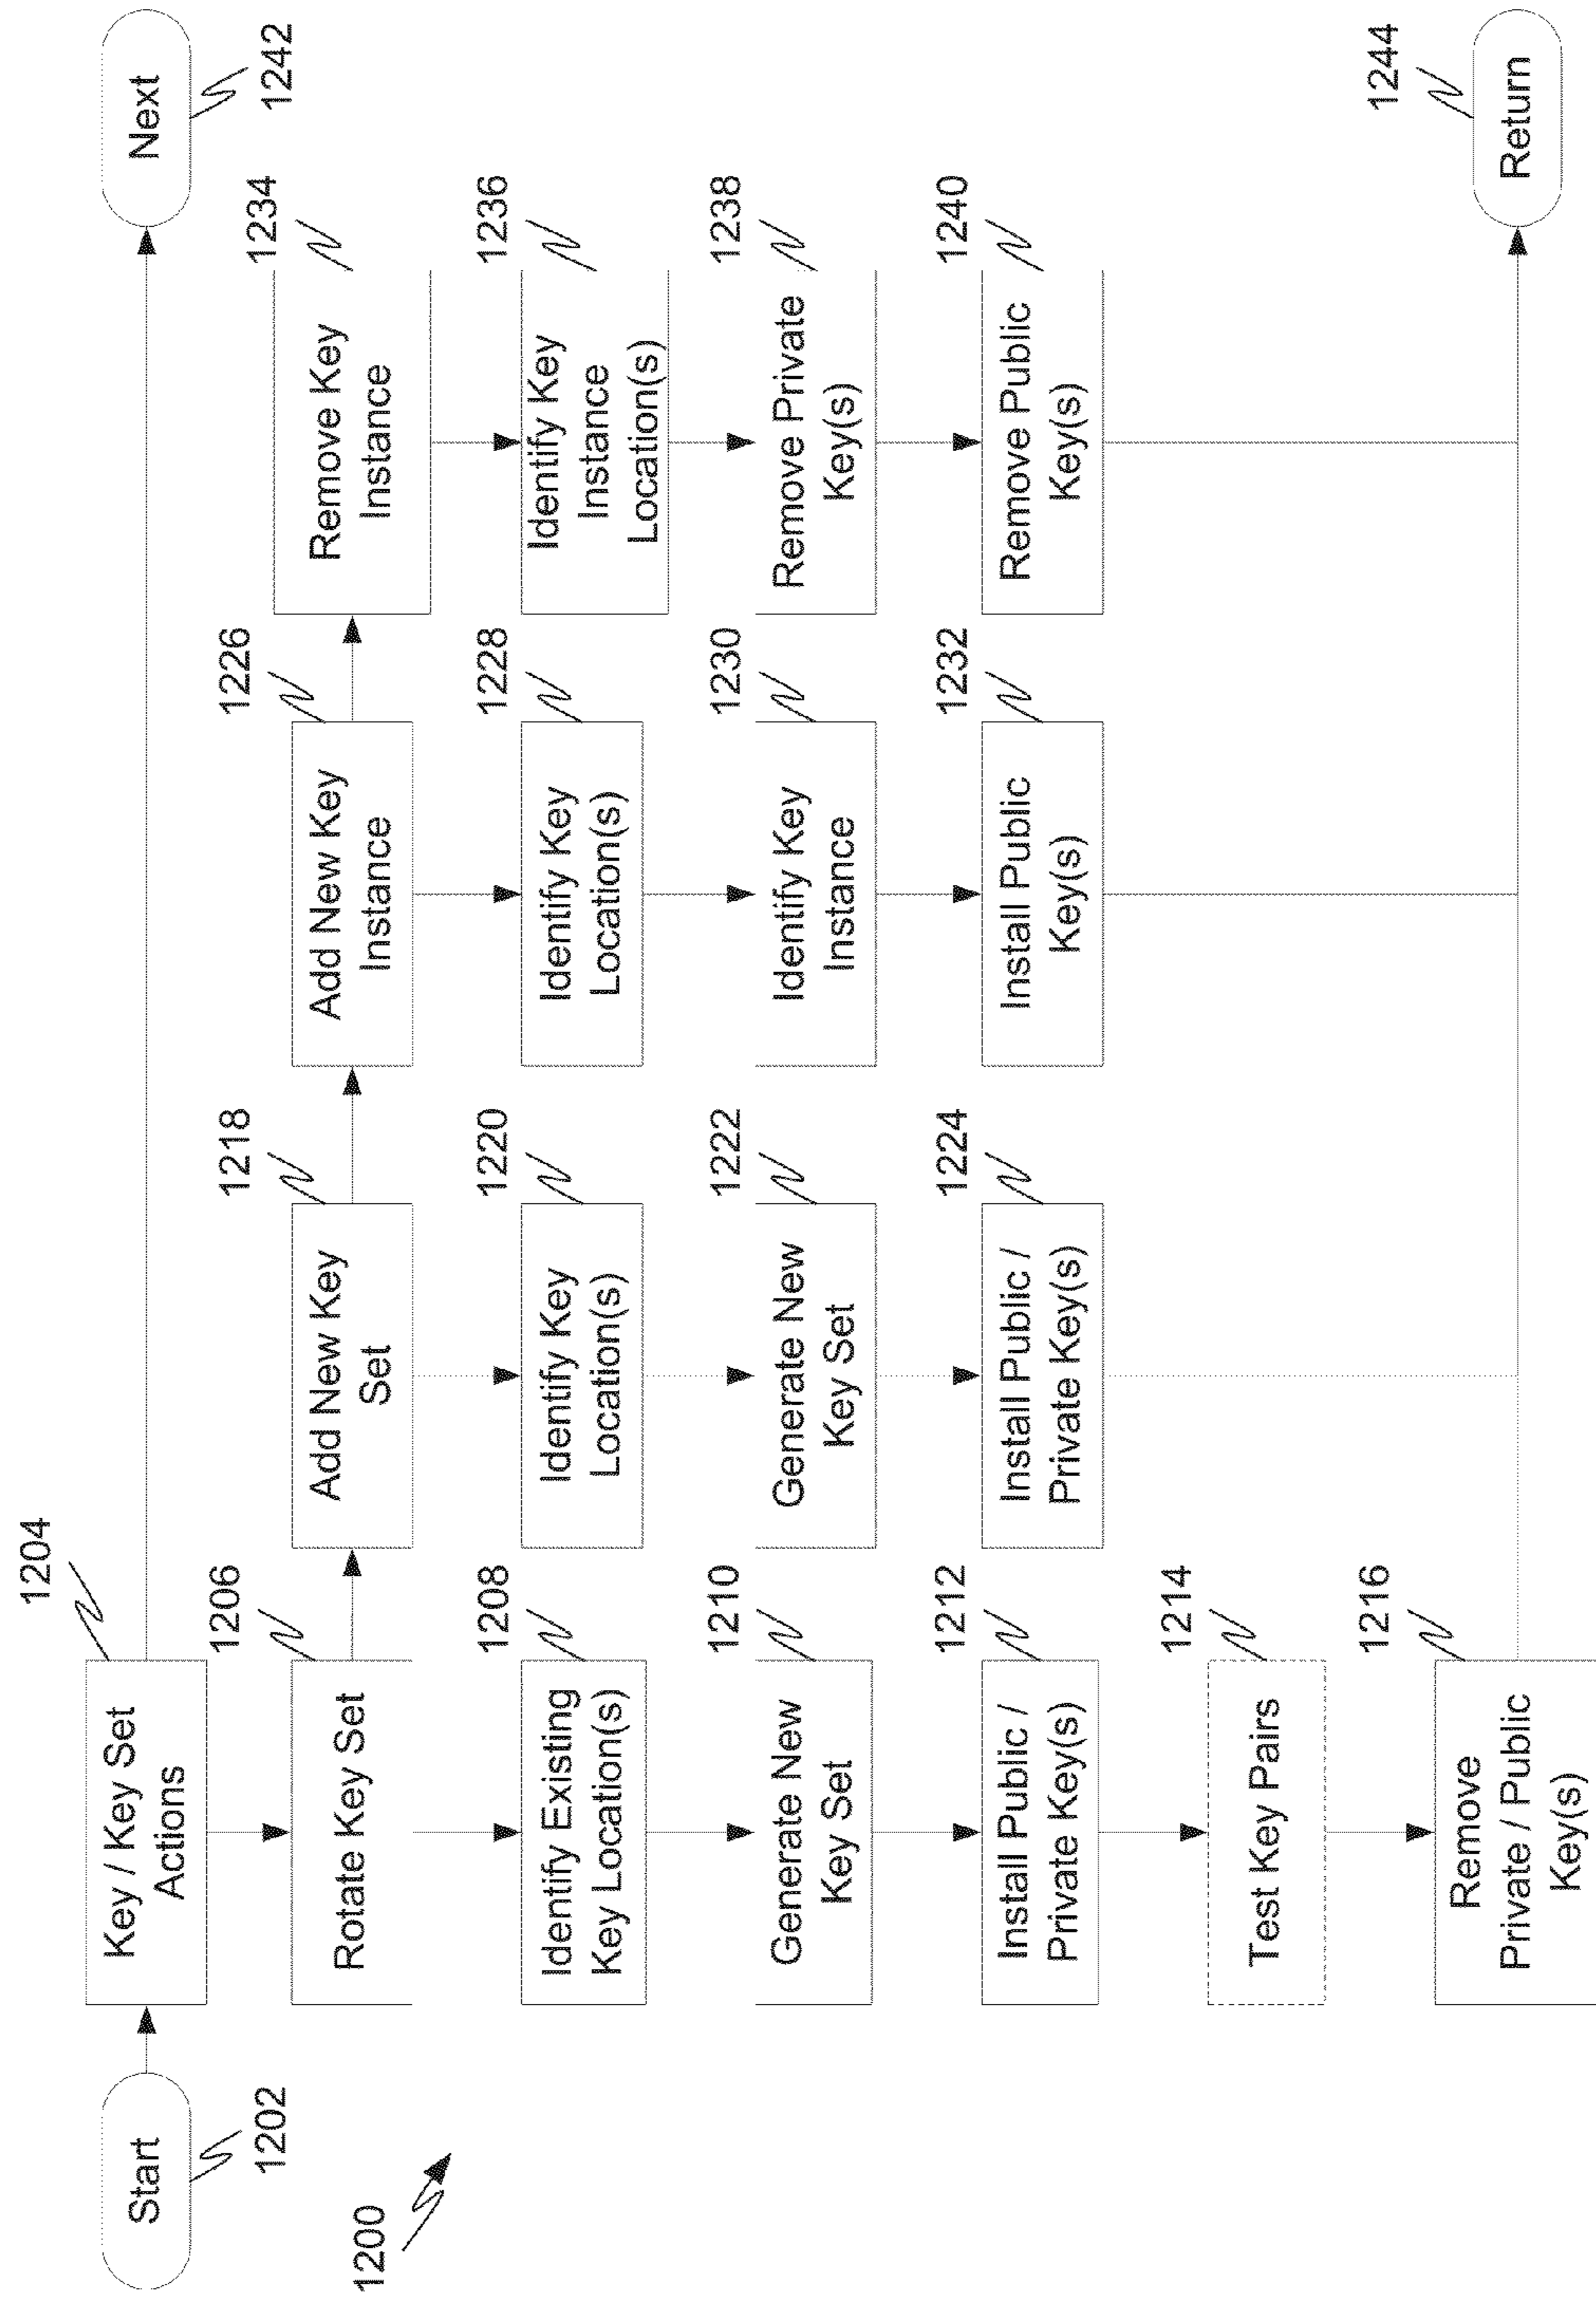 1204
Start
1202
Key / Key Set
Actions
Next
1242
1200
1206
Rotate Key Set
1218
Add New Key
Set
1226
Add New Key
Instance
1234
Remove Key
Instance
1208
Identify Existing
Key Location(s)
1220
Identify Key
Location(s)
1228
Identify Key
Location(s)
1236
Identify Key
Instance
Location(s)
1210
Generate New
Key Set
1222
Generate New
Key Set
1230
Identify Key
Instance
1238
Remove Private
Key(s)
1212
Install Public /
Private Key(s)
1224
Install Public /
Private Key(s)
1232
Install Public
Key(s)
1240
Remove Public
Key(s)
1214
Test Key Pairs
1216
Remove
Private / Public
Key(s)
1244
Return